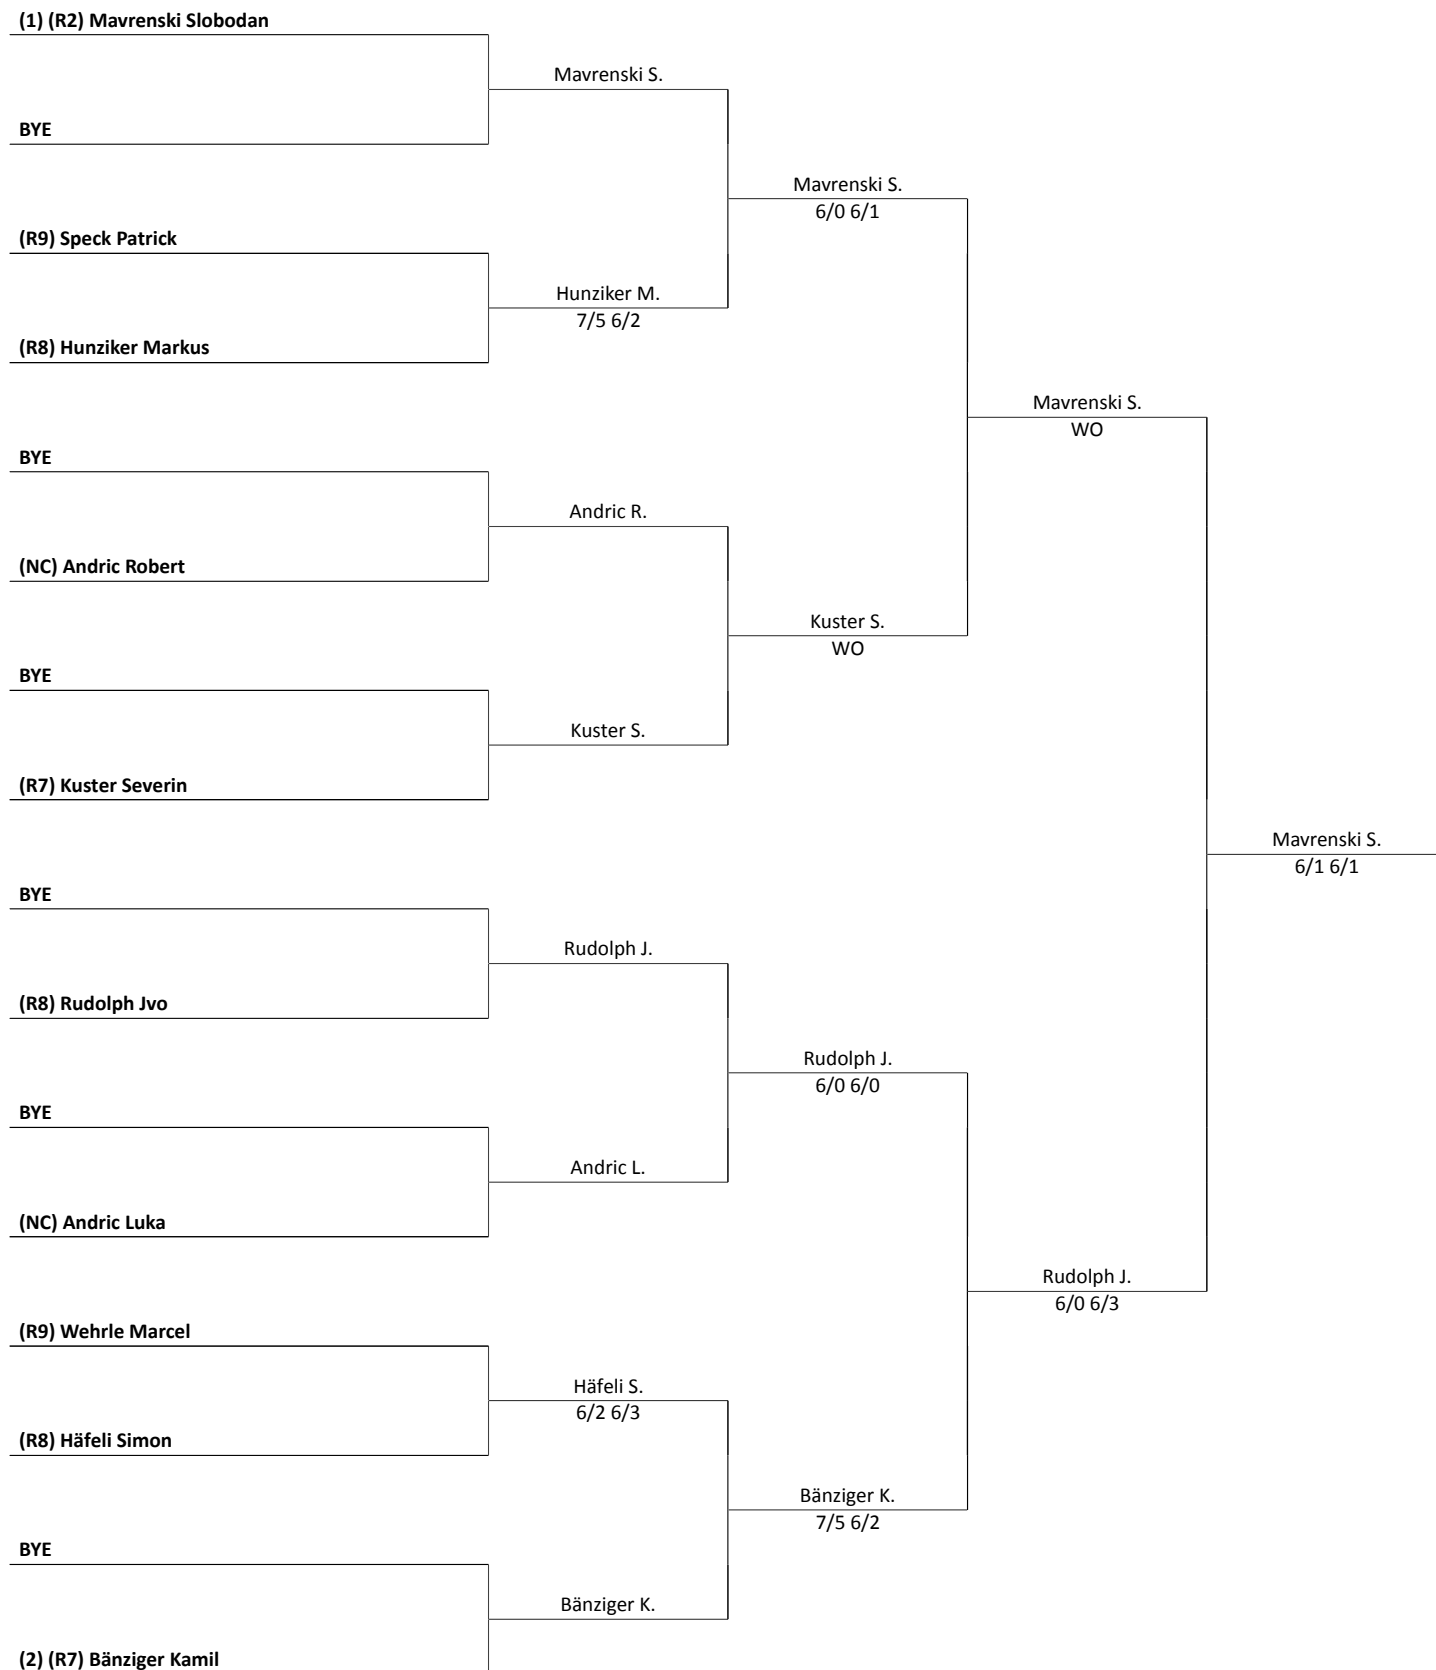 (1) (R2) Mavrenski Slobodan
Mavrenski S.
BYE
Mavrenski S.
6/0 6/1
(R9) Speck Patrick
Hunziker M.
7/5 6/2
(R8) Hunziker Markus
Mavrenski S.
WO
BYE
Andric R.
(NC) Andric Robert
Kuster S.
WO
BYE
Kuster S.
(R7) Kuster Severin
Mavrenski S.
6/1 6/1
BYE
Rudolph J.
(R8) Rudolph Jvo
Rudolph J.
6/0 6/0
BYE
Andric L.
(NC) Andric Luka
Rudolph J.
6/0 6/3
(R9) Wehrle Marcel
Häfeli S.
6/2 6/3
(R8) Häfeli Simon
Bänziger K.
7/5 6/2
BYE
Bänziger K.
(2) (R7) Bänziger Kamil